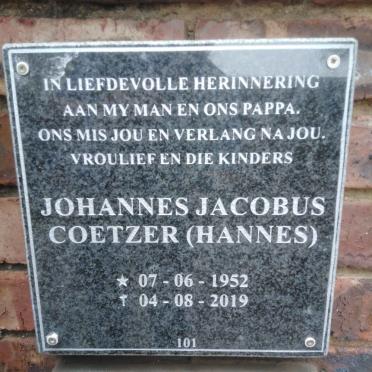 IN LIEFDEVOLLE HERINNERING
AAN MY MAN EN ONS PAPPA.
ONS MIS JOU EN VERLANG NA JOU.
VROULIEF EN DIE KINDERS
JOHANNES JACOBUS
COETZER (HANNES)
★ 07 - 06 - 1952
✝ 04 - 08 - 2019
101